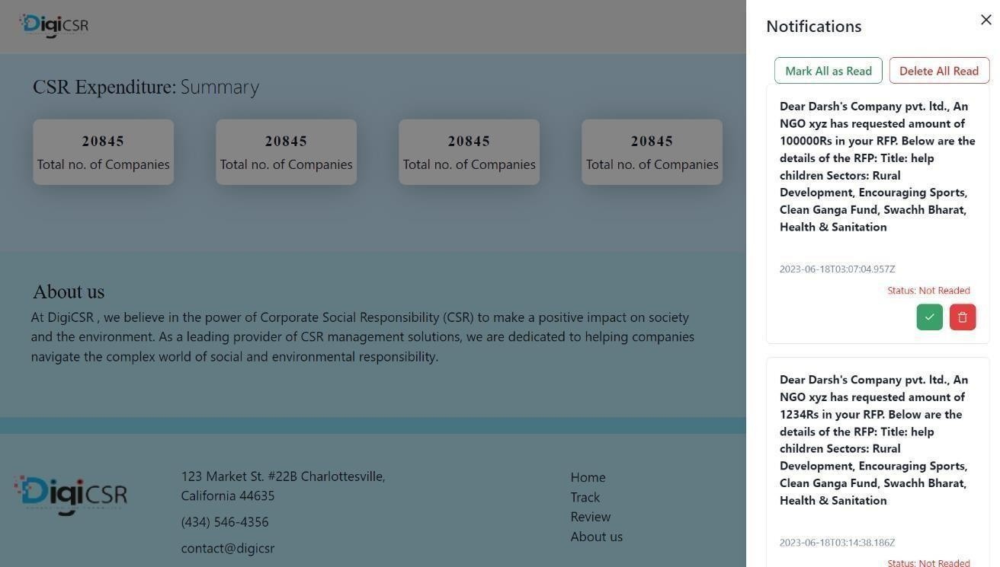 DigiCSR
CSR Expenditure: Summary
20845
Total no. of Companies
20845
Total no. of Companies
20845
Total no. of Companies
20845
Total no. of Companies
About us
At DigiCSR , we believe in the power of Corporate Social Responsibility (CSR) to make a positive impact on society
and the environment. As a leading provider of CSR management solutions, we are dedicated to helping companies
navigate the complex world of social and environmental responsibility.
DigiCSR
123 Market St. #22B Charlottesville,
California 44635
(434) 546-4356
contact@digicsr
Home
Track
Review
About us
Notifications
Mark All as Read
Delete All Read
Dear Darsh's Company pvt. ltd., An
NGO xyz has requested amount of
100000Rs in your RFP. Below are the
details of the RFP: Title: help
children Sectors: Rural
Development, Encouraging Sports,
Clean Ganga Fund, Swachh Bharat,
Health & Sanitation
2023-06-18T03:07:04.957Z
Status: Not Readed
Dear Darsh's Company pvt. ltd., An
NGO xyz has requested amount of
1234Rs in your RFP. Below are the
details of the RFP: Title: help
children Sectors: Rural
Development, Encouraging Sports,
Clean Ganga Fund, Swachh Bharat,
Health & Sanitation
2023-06-18T03:14:38.186Z
Status: Not Readed